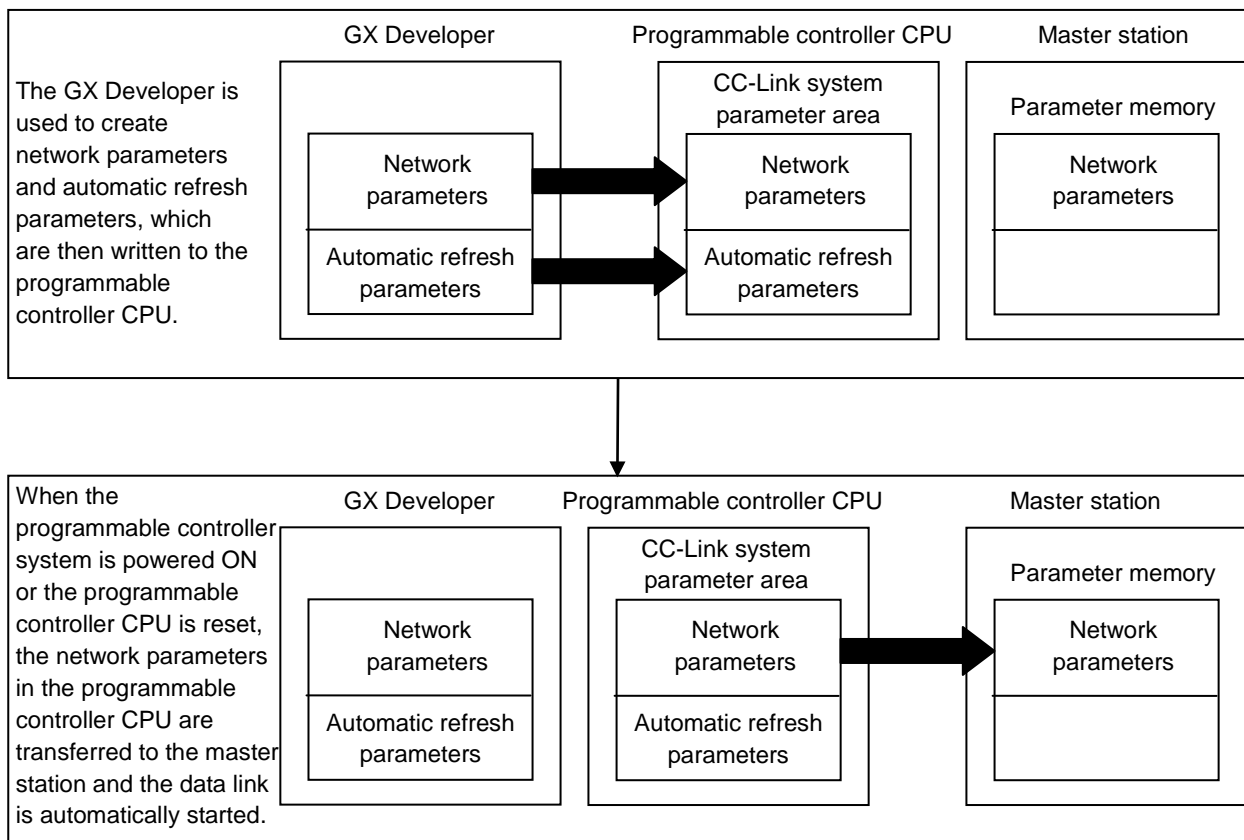 The GX Developer is
used to create
network parameters
and automatic refresh
parameters, which
are then written to the
programmable
controller CPU.
GX Developer
Network
parameters
Automatic refresh
parameters
Programmable controller CPU
CC-Link system
parameter area
Network
parameters
Automatic refresh
parameters
Master station
Parameter memory
Network
parameters
When the
programmable controller
system is powered ON
or the programmable
controller CPU is reset,
the network parameters
in the programmable
controller CPU are
transferred to the master
station and the data link
is automatically started.
GX Developer
Network
parameters
Automatic refresh
parameters
Programmable controller CPU
CC-Link system
parameter area
Network
parameters
Automatic refresh
parameters
Master station
Parameter memory
Network
parameters